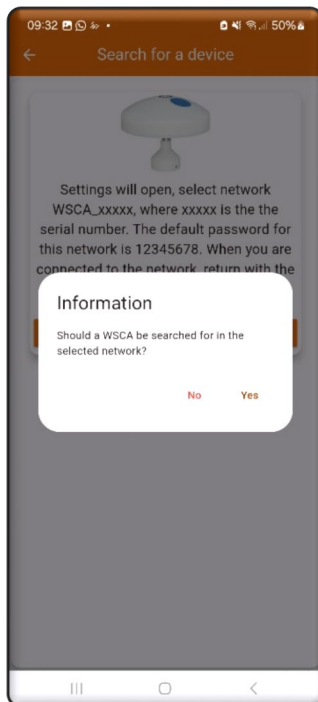 09:32 50%
Search for a device
Settings will open, select network
WSCA_xxxxx, where xxxxx is the the
serial number. The default password for
this network is 12345678. When you are
connected to the network, return with the
Information
Should a WSCA be searched for in the
selected network?
No Yes